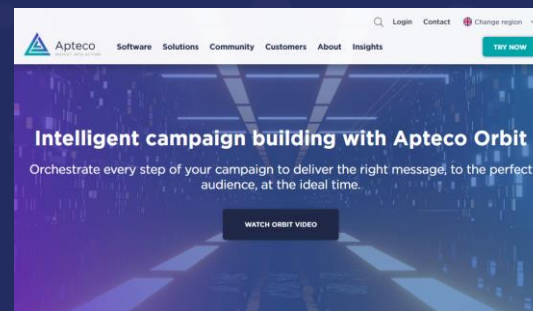 Login Contact Change region
Apteco
Software Solutions Community Customers About Insights
TRY NOW
Intelligent campaign building with Apteco Orbit
Orchestrate every step of your campaign to deliver the right message, to the perfect
audience, at the ideal time.
WATCH ORBIT VIDEO